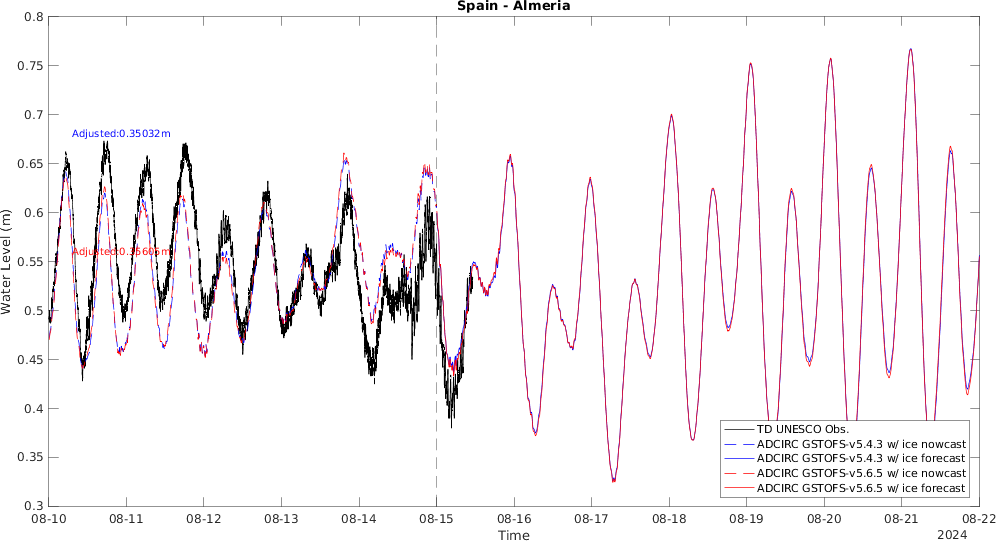 Spain - Almeria
0.8
0.75
0.7
0.65
0.6
0.55
0.5
0.45
0.4
0.35
0.3
Water Level (m)
Adjusted:0.35032m
Adjusted:0.35605m
TD UNESCO Obs.
ADCIRC GSTOFS-v5.4.3 w/ ice nowcast
ADCIRC GSTOFS-v5.4.3 w/ ice forecast
ADCIRC GSTOFS-v5.6.5 w/ ice nowcast
ADCIRC GSTOFS-v5.6.5 w/ ice forecast
08-10 08-11 08-12 08-13 08-14 08-15 08-16 08-17 08-18 08-19 08-20 08-21 08-22
Time
2024